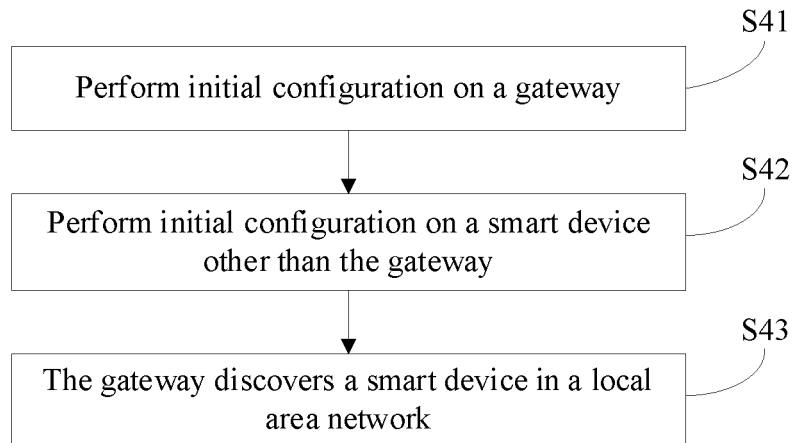 S41
Perform initial configuration on a gateway
S42
Perform initial configuration on a smart device
other than the gateway
S43
The gateway discovers a smart device in a local
area network